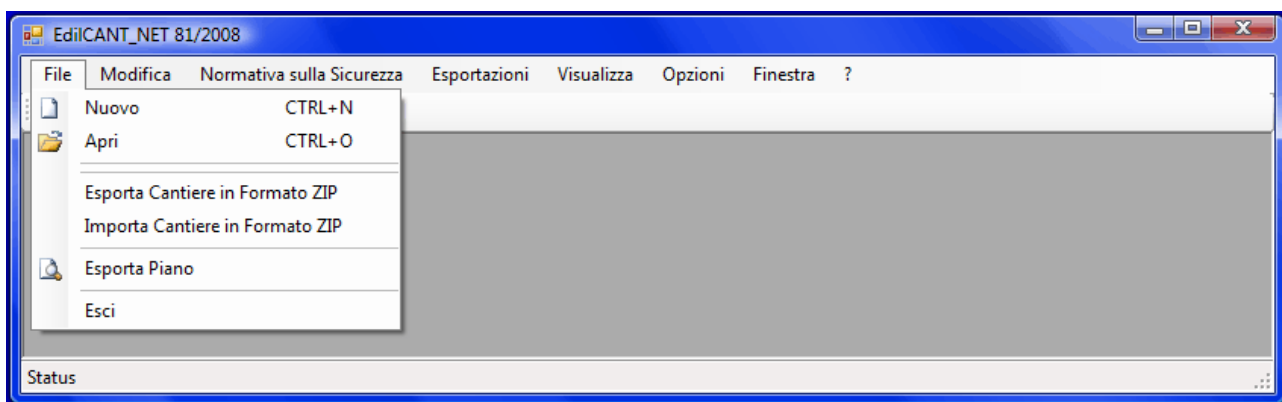 EdilCANT_NET 81/2008
File Modifica Normativa sulla Sicurezza Esportazioni Visualizza Opzioni Finestra ?
Nuovo CTRL+N
Apri CTRL+O
Esporta Cantiere in Formato ZIP
Importa Cantiere in Formato ZIP
Esporta Piano
Esci
Status